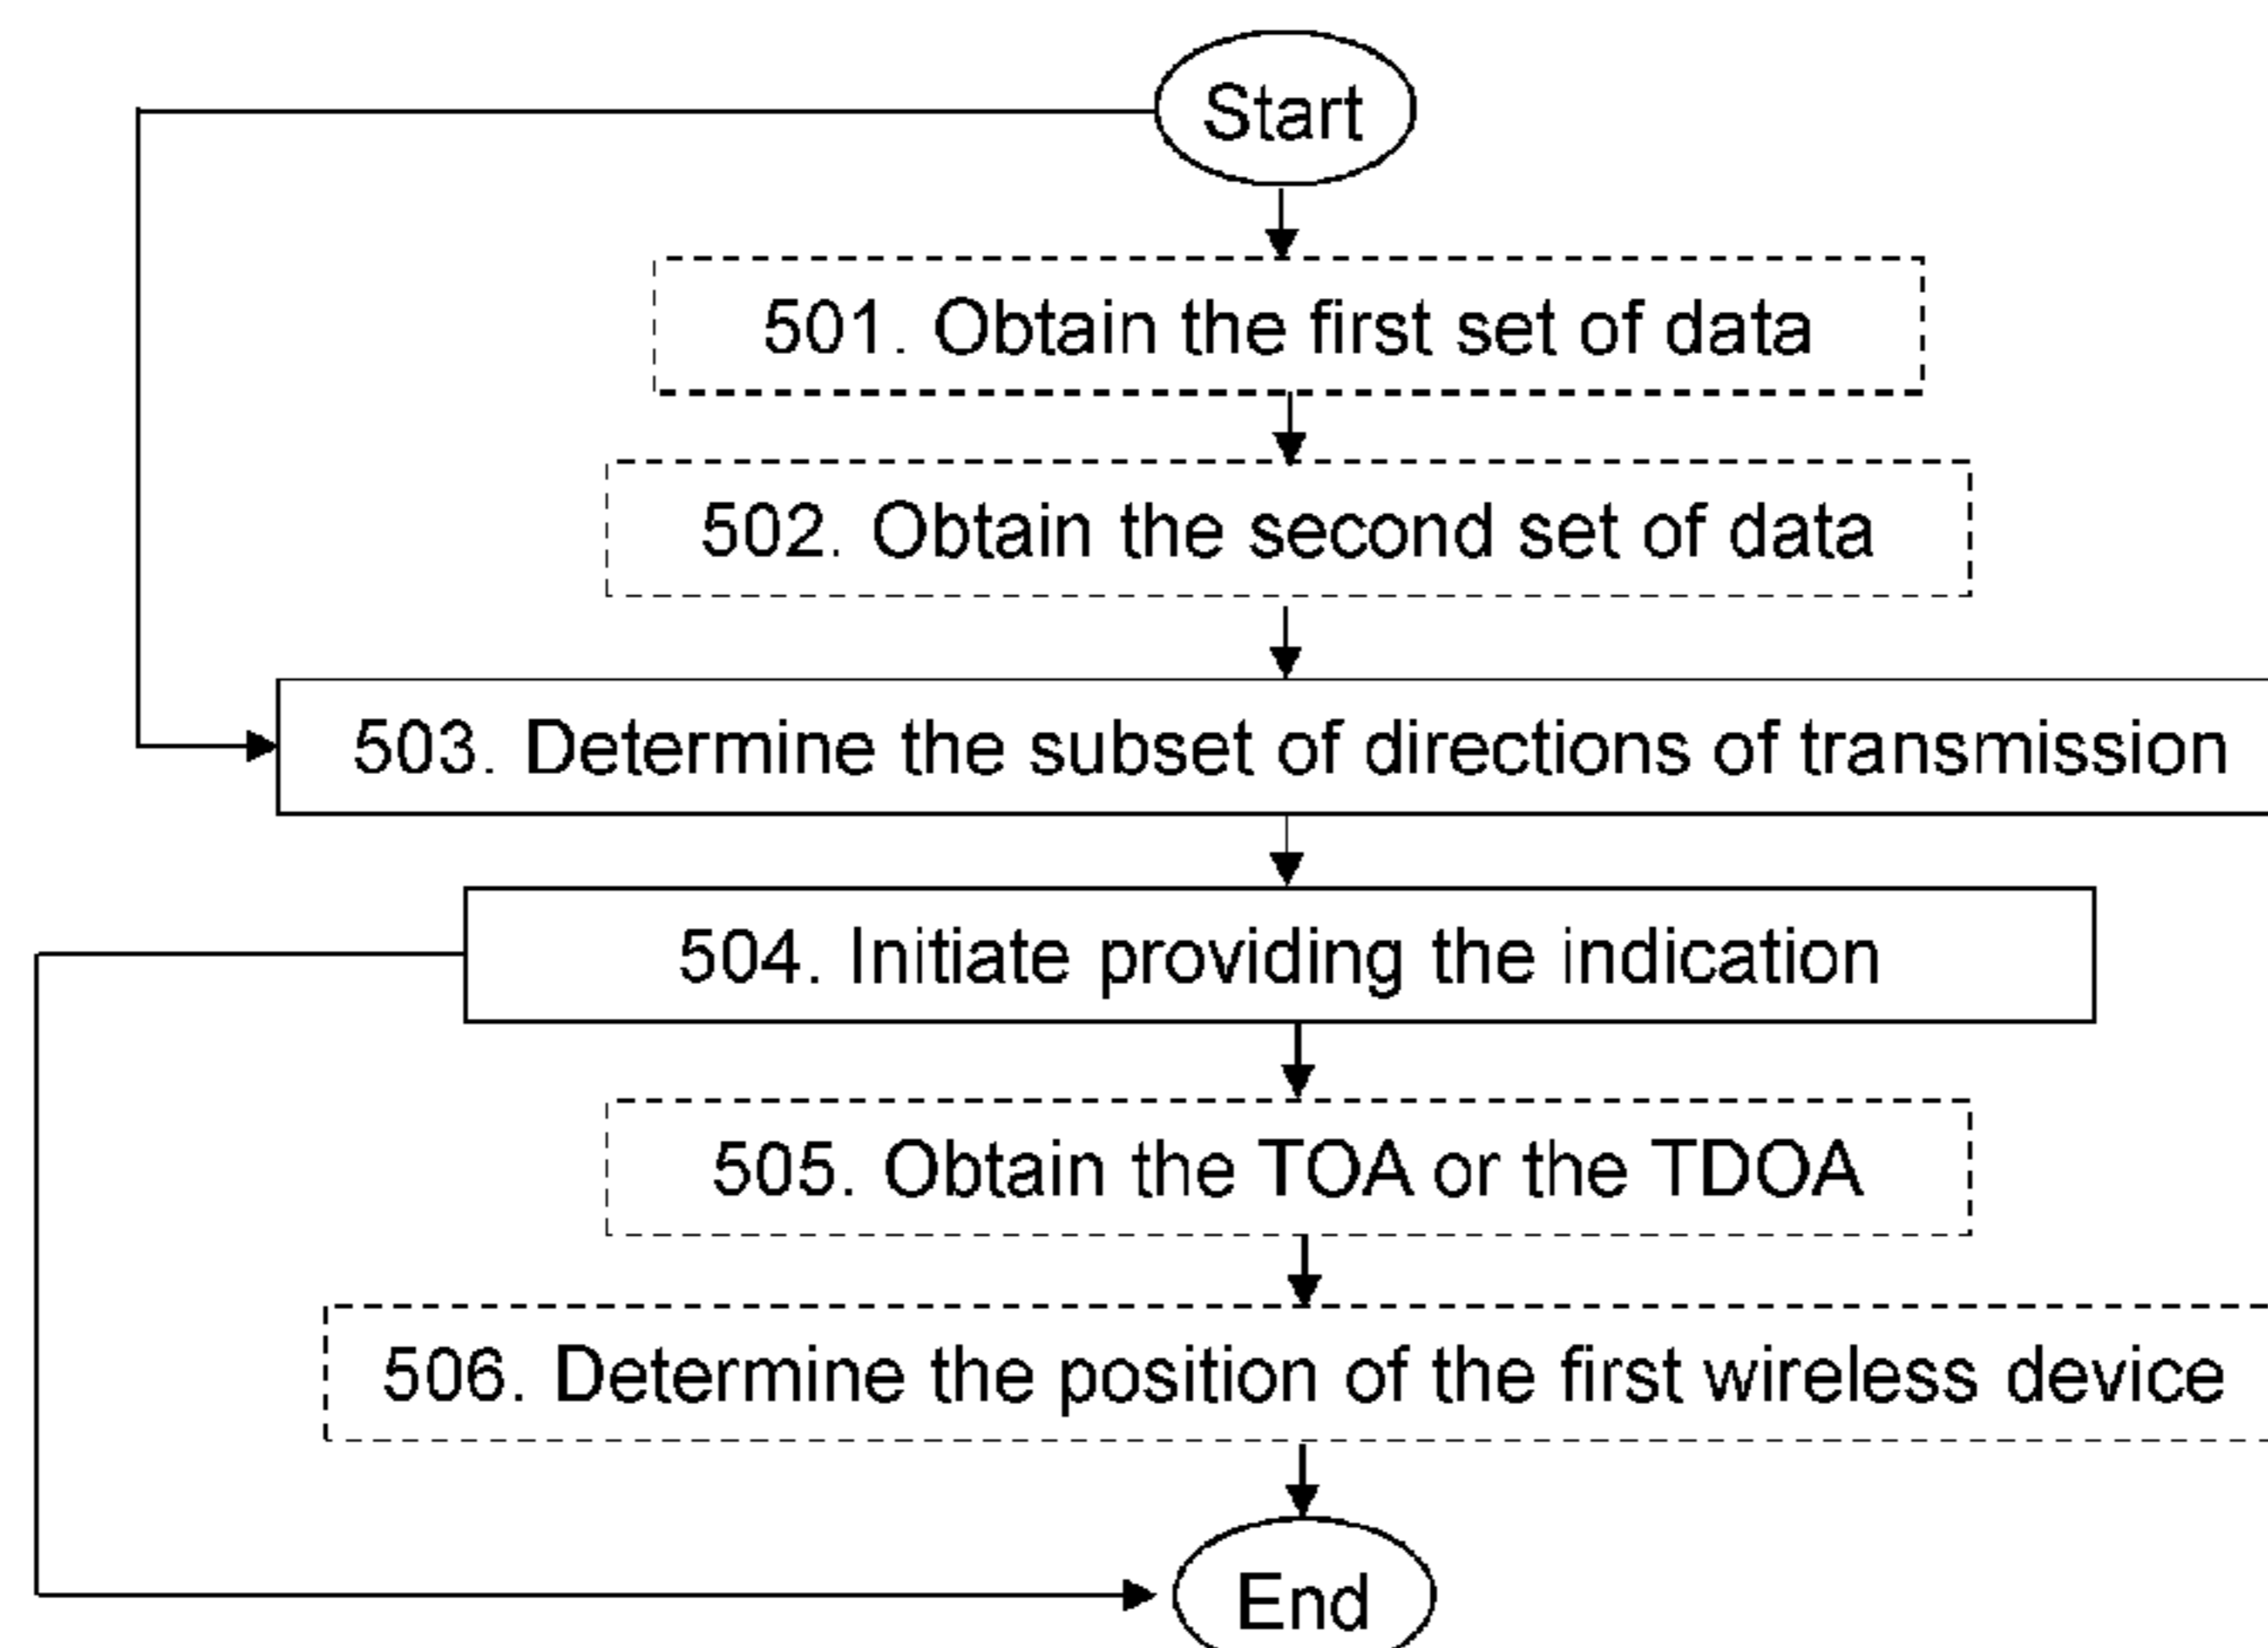 Start
501. Obtain the first set of data
502. Obtain the second set of data
503. Determine the subset of directions of transmission
504. Initiate providing the indication
505. Obtain the TOA or the TDOA
506. Determine the position of the first wireless device
End